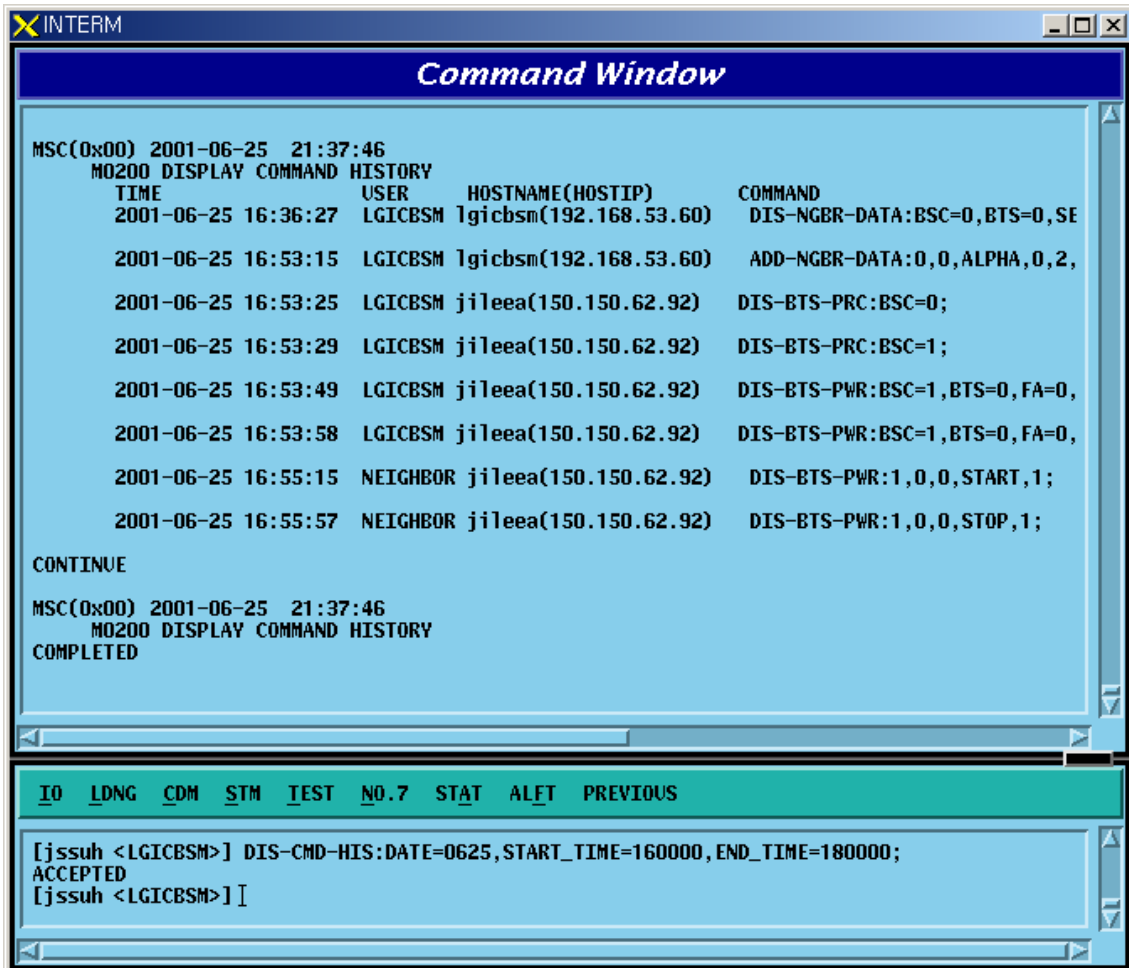 INTERM
Command Window
MSC(0x00) 2001-06-25 21:37:46
M0200 DISPLAY COMMAND HISTORY
TIME USER HOSTNAME(HOSTIP) COMMAND
2001-06-25 16:36:27 LGICBSM lgicbsm(192.168.53.60) DIS-NGBR-DATA:BSC=0,BTS=0,SE
2001-06-25 16:53:15 LGICBSM lgicbsm(192.168.53.60) ADD-NGBR-DATA:0,0,ALPHA,0,2,
2001-06-25 16:53:25 LGICBSM jileea(150.150.62.92) DIS-BTS-PRC:BSC=0;
2001-06-25 16:53:29 LGICBSM jileea(150.150.62.92) DIS-BTS-PRC:BSC=1;
2001-06-25 16:53:49 LGICBSM jileea(150.150.62.92) DIS-BTS-PWR:BSC=1,BTS=0,FA=0,
2001-06-25 16:53:58 LGICBSM jileea(150.150.62.92) DIS-BTS-PWR:BSC=1,BTS=0,FA=0,
2001-06-25 16:55:15 NEIGHBOR jileea(150.150.62.92) DIS-BTS-PWR:1,0,0,START,1;
2001-06-25 16:55:57 NEIGHBOR jileea(150.150.62.92) DIS-BTS-PWR:1,0,0,STOP,1;
CONTINUE
MSC(0x00) 2001-06-25 21:37:46
M0200 DISPLAY COMMAND HISTORY
COMPLETED
IO LDNG CDM STM TEST NO.7 STAT ALFT PREVIOUS
[jssuh <LGICBSM>] DIS-CMD-HIS:DATE=0625,START_TIME=160000,END_TIME=180000;
ACCEPTED
[jssuh <LGICBSM>]